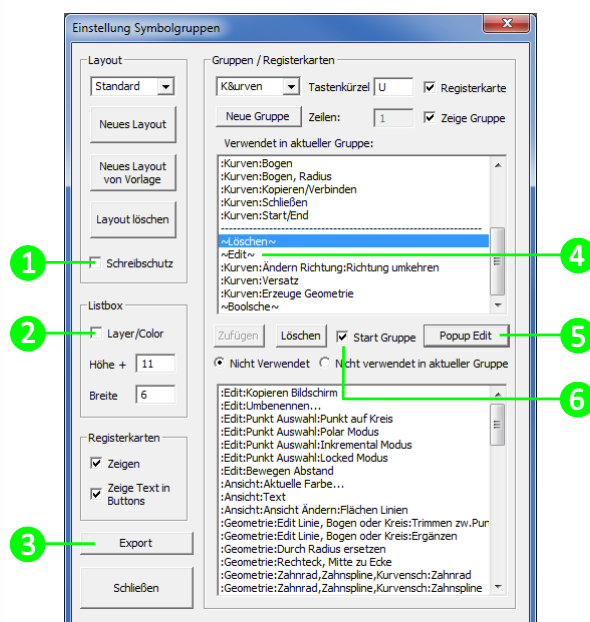 Einstellung Symbolgruppen
Layout
Standard
Neues Layout
Neues Layout
von Vorlage
Layout löschen
1
Schreibschutz
Listbox
2
Layer/Color
Höhe + 11
Breite 6
Registerkarten
Zeigen
Zeige Text in
Buttons
3
Export
Schließen
Gruppen / Registerkarten
K&urven Tastenkürzel U Registerkarte
Neue Gruppe Zeilen: 1 Zeige Gruppe
Verwendet in aktueller Gruppe:
:Kurven:Bogen
:Kurven:Bogen, Radius
:Kurven:Kopieren/Verbinden
:Kurven:Schließen
:Kurven:Start/End
~Löschen~
~Edit~
4
:Kurven:Ändern Richtung:Richtung umkehren
:Kurven:Versatz
:Kurven:Erzeuge Geometrie
~Boolsche~
Zufügen Löschen Start Gruppe Popup Edit
5
Nicht Verwendet Nicht verwendet in aktueller Gruppe
6
:Edit:Kopieren Bildschirm
:Edit:Umbenennen...
:Edit:Punkt Auswahl:Punkt auf Kreis
:Edit:Punkt Auswahl:Polar Modus
:Edit:Punkt Auswahl:Inkremental Modus
:Edit:Punkt Auswahl:Locked Modus
:Edit:Bewegen Abstand
:Ansicht:Aktuelle Farbe...
:Ansicht:Text
:Ansicht:Ansicht Ändern:Flächen Linien
:Geometrie:Edit Linie, Bogen oder Kreis:Trimmen zw.Pun
:Geometrie:Edit Linie, Bogen oder Kreis:Ergänzen
:Geometrie:Durch Radius ersetzen
:Geometrie:Rechteck, Mitte zu Ecke
:Geometrie:Zahnrad,Zahnspline,Kurvensch:Zahnrad
:Geometrie:Zahnrad,Zahnspline,Kurvensch:Zahnspline